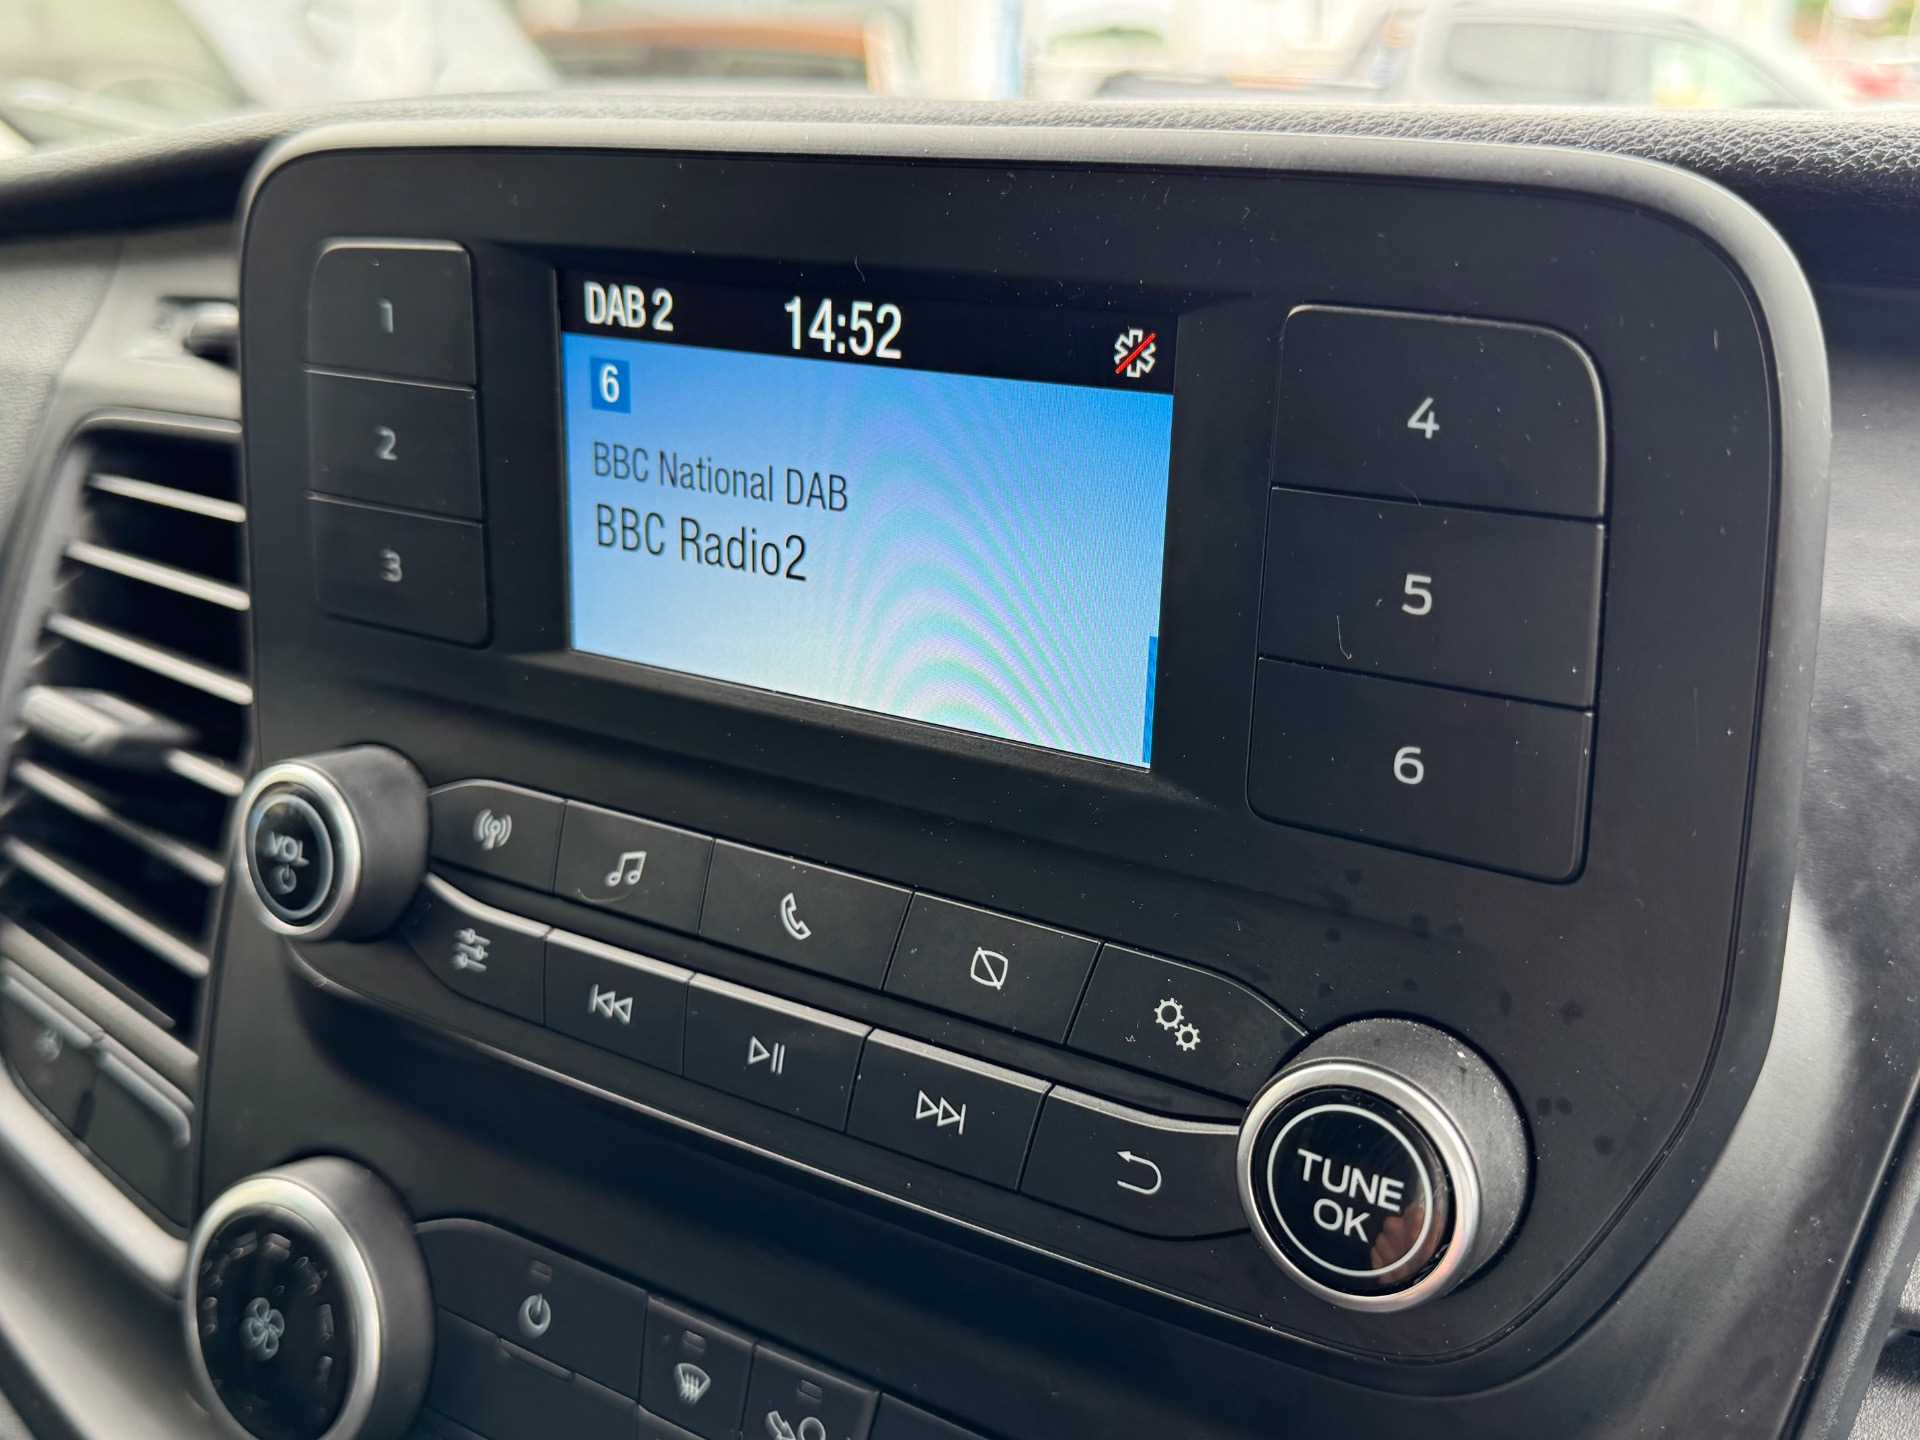 DAB 2 14:52
6
BBC National DAB
BBC Radio2
1
2
3
4
5
6
VOL
TUNE
OK